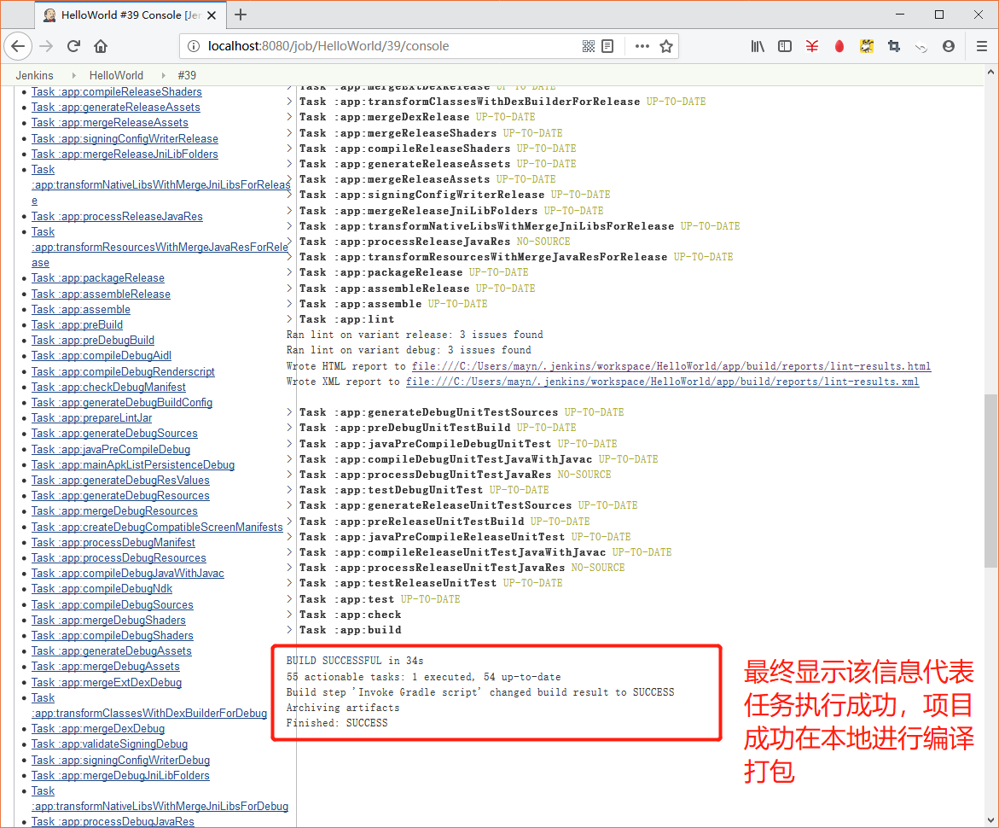 HelloWorld #39 Console [Jer
localhost:8080/job/HelloWorld/39/console
Jenkins
HelloWorld
#39
Task :app:compileReleaseShaders
Task :app:generateReleaseAssets
Task :app:mergeReleaseAssets
Task :app:signingConfigWriterRelease
Task :app:mergeReleaseJniLibFolders
Task
:app:transformNativeLibsWithMergeJniLibsForReleas
e
Task :app:processReleaseJavaRes
Task
:app:transformResourcesWithMergeJavaResForRele
ase
Task :app:packageRelease
Task :app:assembleRelease
Task :app:assemble
Task :app:preBuild
Task :app:preDebugBuild
Task :app:compileDebugAidl
Task :app:compileDebugRenderscript
Task :app:checkDebugManifest
Task :app:generateDebugBuildConfig
Task :app:prepareLintJar
Task :app:generateDebugSources
Task :app:javaPreCompileDebug
Task :app:mainApkListPersistenceDebug
Task :app:generateDebugResValues
Task :app:generateDebugResources
Task :app:mergeDebugResources
Task :app:createDebugCompatibleScreenManifests
Task :app:processDebugManifest
Task :app:processDebugResources
Task :app:compileDebugJavaWithJavac
Task :app:compileDebugNdk
Task :app:compileDebugSources
Task :app:mergeDebugShaders
Task :app:compileDebugShaders
Task :app:generateDebugAssets
Task :app:mergeDebugAssets
Task :app:mergeExtDexDebug
Task
:app:transformClassesWithDexBuilderForDebug
Task :app:mergeDexDebug
Task :app:validateSigningDebug
Task :app:signingConfigWriterDebug
Task :app:mergeDebugJniLibFolders
Task
:app:transformNativeLibsWithMergeJniLibsForDebug
Task :app:processDebugJavaRes
> Task :app:mergeExtDexRelease UP-TO-DATE
> Task :app:transformClassesWithDexBuilderForRelease UP-TO-DATE
> Task :app:mergeDexRelease UP-TO-DATE
> Task :app:mergeReleaseShaders UP-TO-DATE
> Task :app:compileReleaseShaders UP-TO-DATE
> Task :app:generateReleaseAssets UP-TO-DATE
> Task :app:mergeReleaseAssets UP-TO-DATE
> Task :app:signingConfigWriterRelease UP-TO-DATE
> Task :app:mergeReleaseJniLibFolders UP-TO-DATE
> Task :app:transformNativeLibsWithMergeJniLibsForRelease UP-TO-DATE
> Task :app:processReleaseJavaRes NO-SOURCE
> Task :app:transformResourcesWithMergeJavaResForRelease UP-TO-DATE
> Task :app:packageRelease UP-TO-DATE
> Task :app:assembleRelease UP-TO-DATE
> Task :app:assemble UP-TO-DATE
> Task :app:lint
Ran lint on variant release: 3 issues found
Ran lint on variant debug: 3 issues found
Wrote HTML report to file:///C:/Users/mayn/.jenkins/workspace/HelloWorld/app/build/reports/lint-results.html
Wrote XML report to file:///C:/Users/mayn/.jenkins/workspace/HelloWorld/app/build/reports/lint-results.xml
> Task :app:generateDebugUnitTestSources UP-TO-DATE
> Task :app:preDebugUnitTestBuild UP-TO-DATE
> Task :app:javaPreCompileDebugUnitTest UP-TO-DATE
> Task :app:compileDebugUnitTestJavaWithJavac UP-TO-DATE
> Task :app:processDebugUnitTestJavaRes NO-SOURCE
> Task :app:testDebugUnitTest UP-TO-DATE
> Task :app:generateReleaseUnitTestSources UP-TO-DATE
> Task :app:preReleaseUnitTestBuild UP-TO-DATE
> Task :app:javaPreCompileReleaseUnitTest UP-TO-DATE
> Task :app:compileReleaseUnitTestJavaWithJavac UP-TO-DATE
> Task :app:processReleaseUnitTestJavaRes NO-SOURCE
> Task :app:testReleaseUnitTest UP-TO-DATE
> Task :app:test UP-TO-DATE
> Task :app:check
> Task :app:build
BUILD SUCCESSFUL in 34s
55 actionable tasks: 1 executed, 54 up-to-date
Build step 'Invoke Gradle script' changed build result to SUCCESS
Archiving artifacts
Finished: SUCCESS
最终显示该信息代表
任务执行成功，项目
成功在本地进行编译
打包